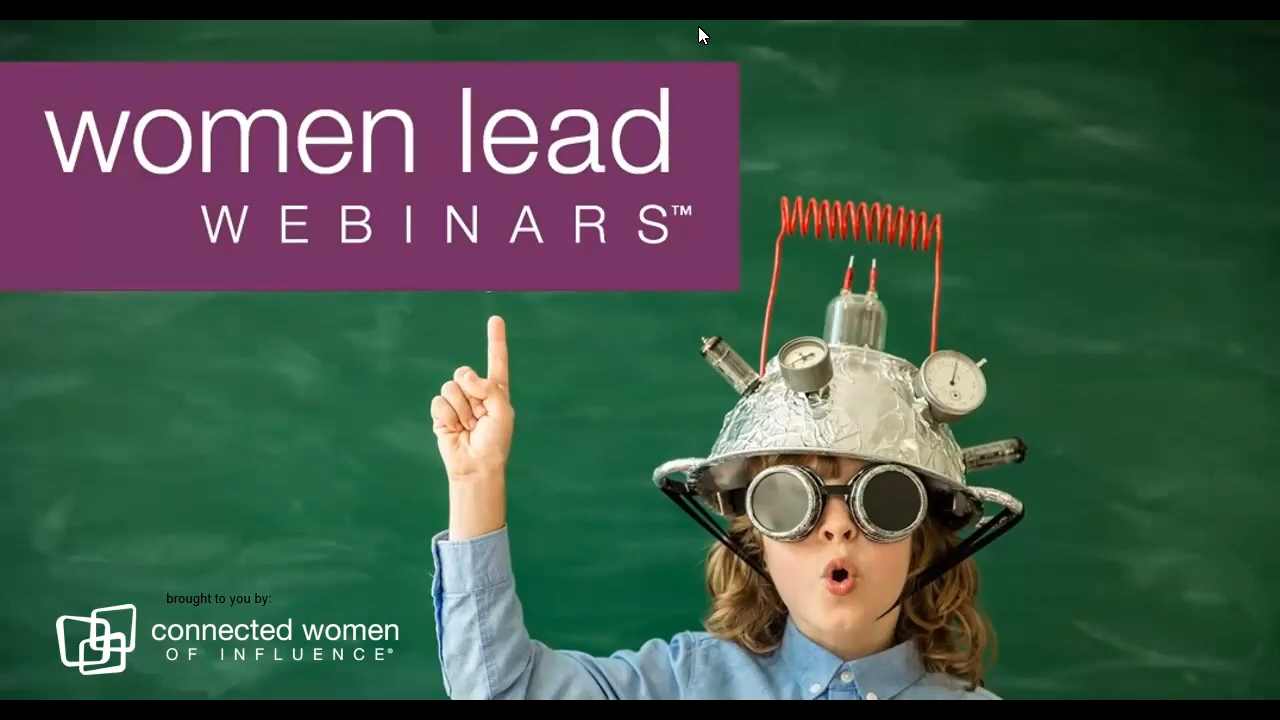 women lead
WEBINARS™
brought to you by:
connected women
OF INFLUENCE®